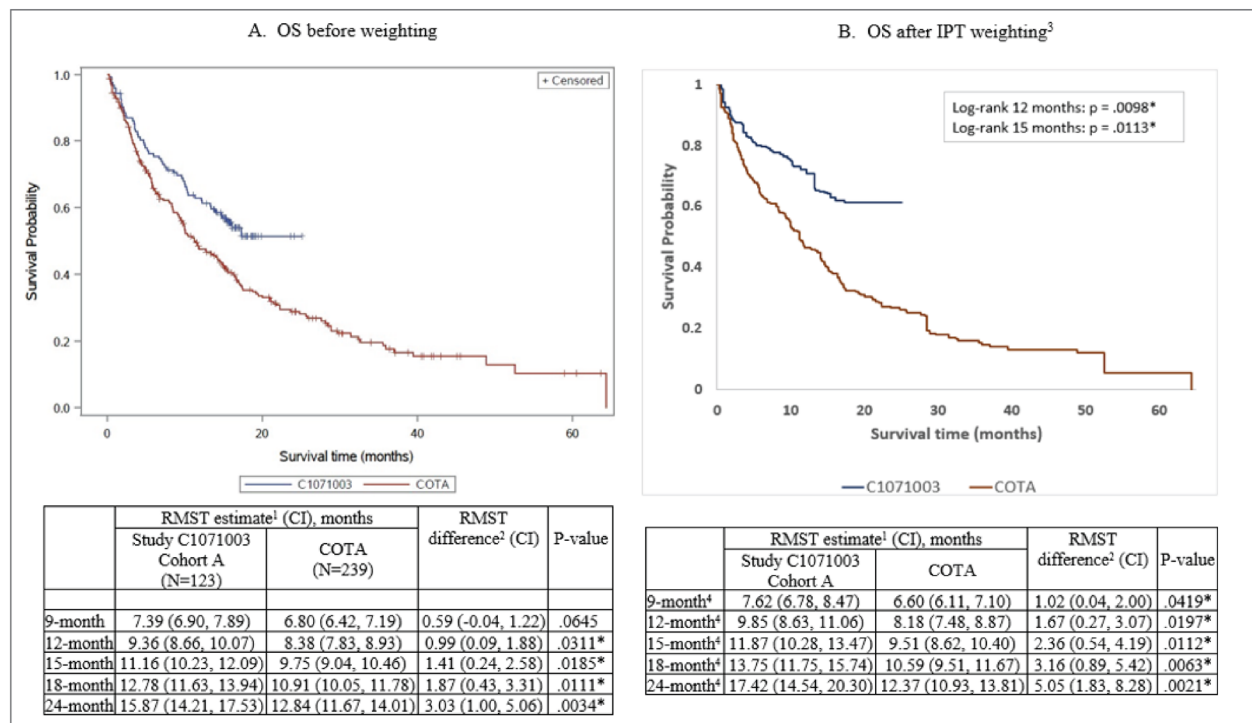 A. OS before weighting
+ Censored
Survival Probability
1.0
0.8
0.6
0.4
0.2
0.0
0 20 40 60
Survival time (months)
C1071003 COTA
RMST estimate¹ (CI), months RMST difference² (CI) P-value
Study C1071003 Cohort A (N=123) COTA (N=239)
9-month 7.39 (6.90, 7.89) 6.80 (6.42, 7.19) 0.59 (-0.04, 1.22) .0645
12-month 9.36 (8.66, 10.07) 8.38 (7.83, 8.93) 0.99 (0.09, 1.88) .0311*
15-month 11.16 (10.23, 12.09) 9.75 (9.04, 10.46) 1.41 (0.24, 2.58) .0185*
18-month 12.78 (11.63, 13.94) 10.91 (10.05, 11.78) 1.87 (0.43, 3.31) .0111*
24-month 15.87 (14.21, 17.53) 12.84 (11.67, 14.01) 3.03 (1.00, 5.06) .0034*
B. OS after IPT weighting³
Log-rank 12 months: p = .0098*
Log-rank 15 months: p = .0113*
Survival Probability
1
0.8
0.6
0.4
0.2
0
0 10 20 30 40 50 60
Survival time (months)
C1071003 COTA
RMST estimate¹ (CI), months RMST difference² (CI) P-value
Study C1071003 Cohort A COTA
9-month⁴ 7.62 (6.78, 8.47) 6.60 (6.11, 7.10) 1.02 (0.04, 2.00) .0419*
12-month⁴ 9.85 (8.63, 11.06) 8.18 (7.48, 8.87) 1.67 (0.27, 3.07) .0197*
15-month⁴ 11.87 (10.28, 13.47) 9.51 (8.62, 10.40) 2.36 (0.54, 4.19) .0112*
18-month⁴ 13.75 (11.75, 15.74) 10.59 (9.51, 11.67) 3.16 (0.89, 5.42) .0063*
24-month⁴ 17.42 (14.54, 20.30) 12.37 (10.93, 13.81) 5.05 (1.83, 8.28) .0021*